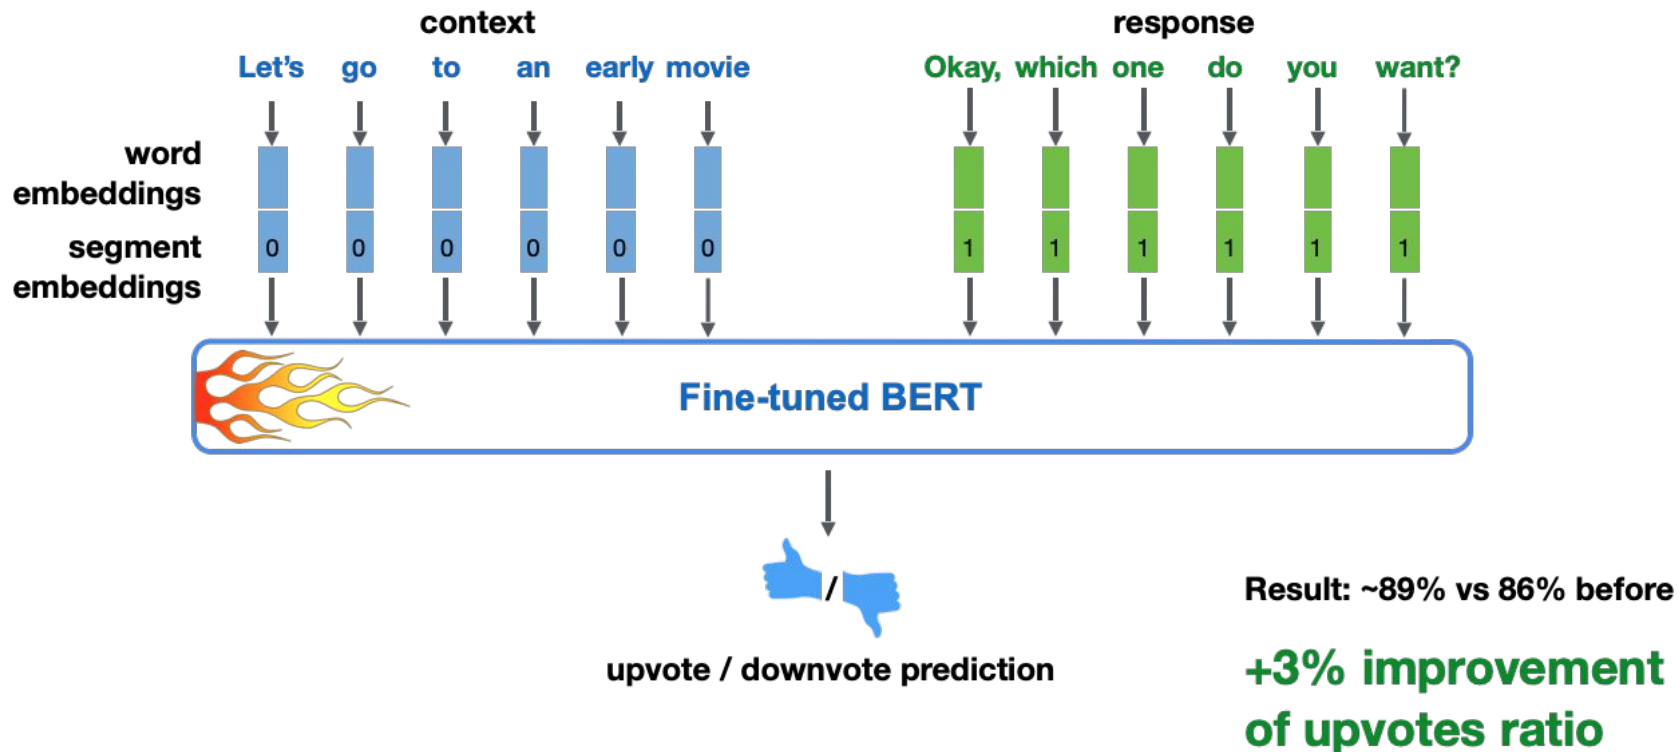 context
response
Let's go to an early movie
Okay, which one do you want?
word
embeddings
0 0 0 0 0 0
1 1 1 1 1 1
segment
embeddings
Fine-tuned BERT
/
upvote / downvote prediction
Result: ~89% vs 86% before
+3% improvement
of upvotes ratio